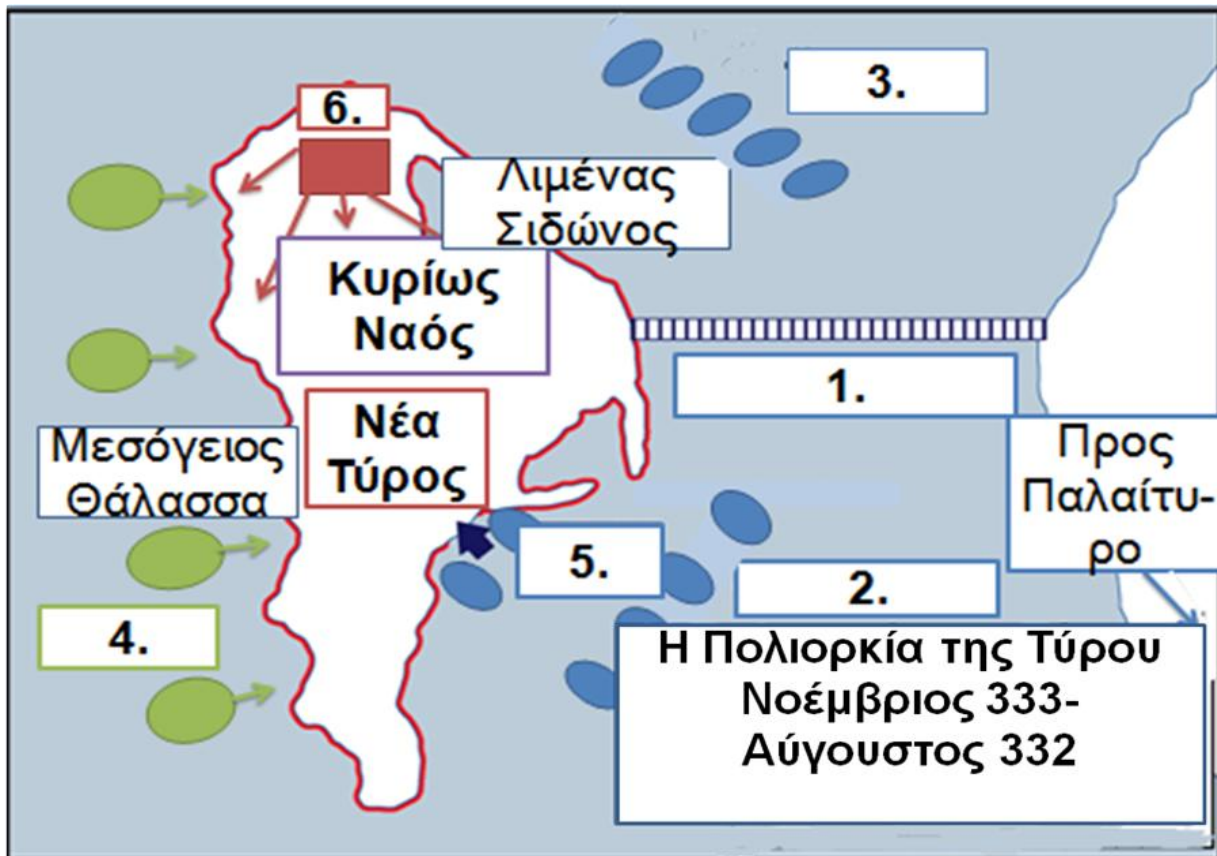 6.
3.
Λιμένας
Σιδώνος
Κυρίως
Ναός
1.
Νέα
Τύρος
Μεσόγειος
Θάλασσα
Προς
Παλαίτυ-
ρο
5.
2.
4.
Η Πολιορκία της Τύρου
Νοέμβριος 333-
Αύγουστος 332